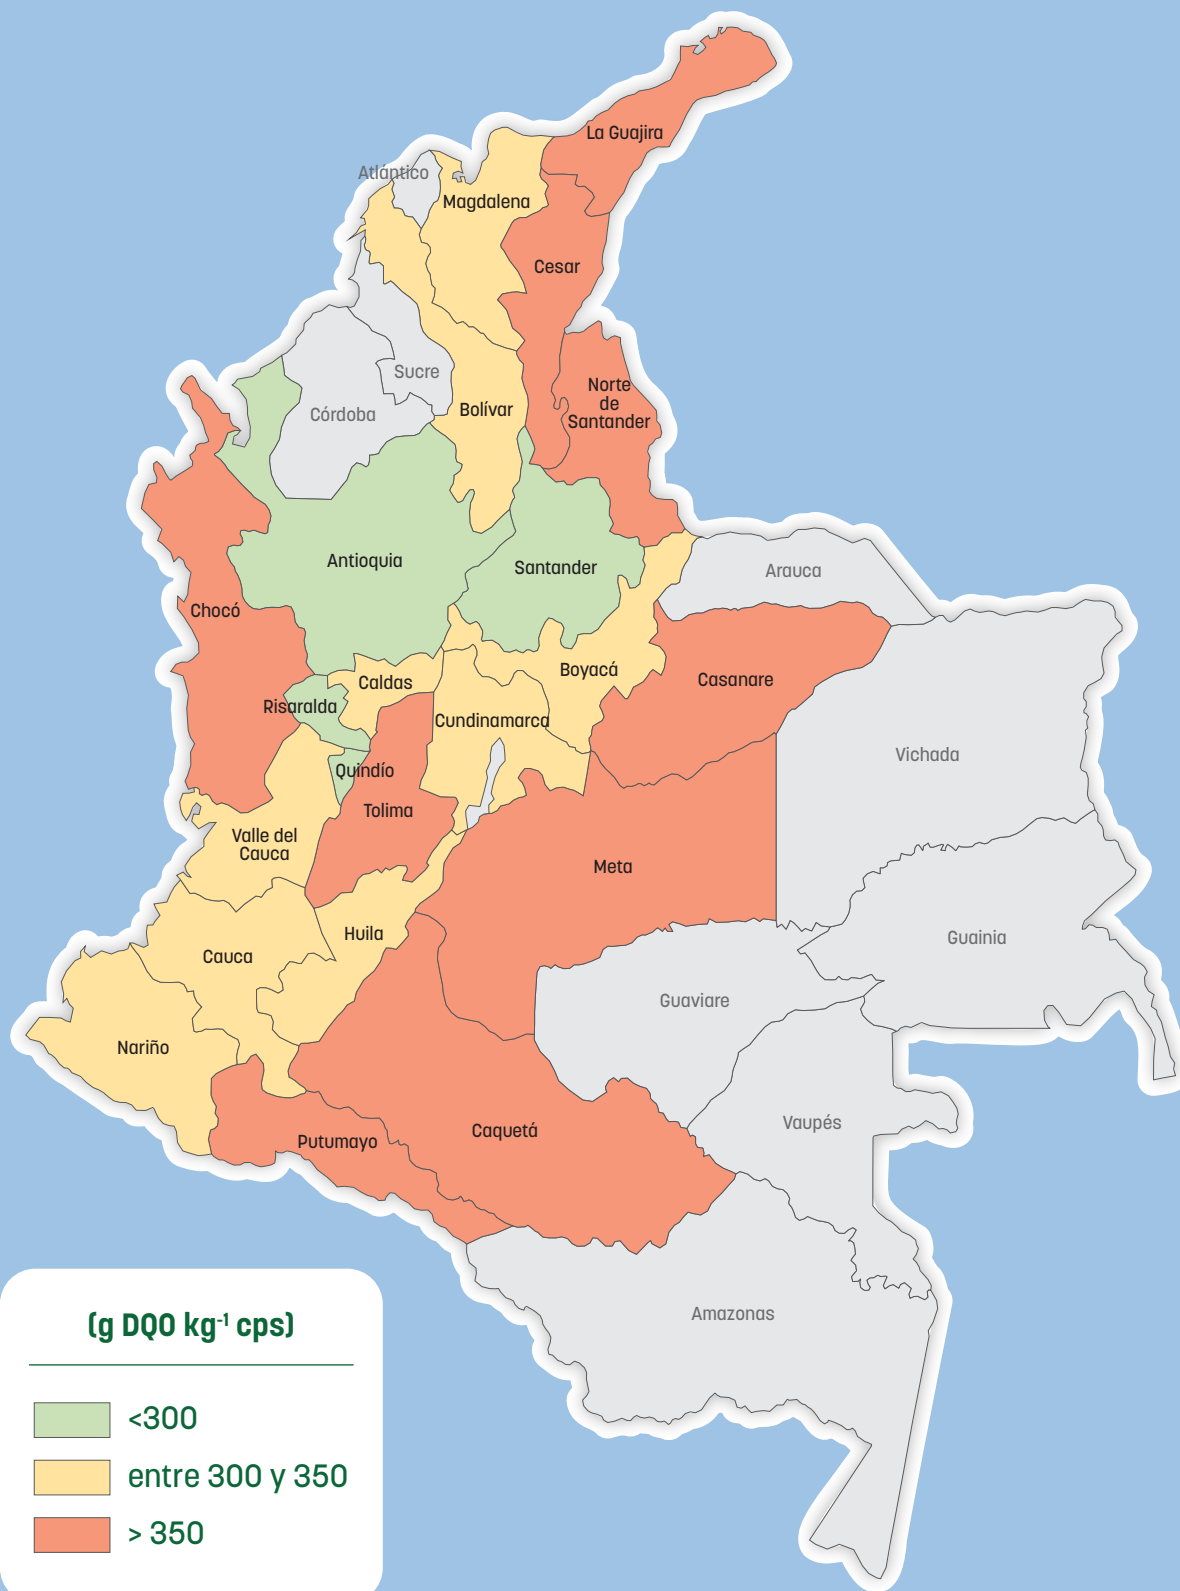 La Guajira
Atlántico
Magdalena
Cesar
Sucre
Norte
de
Santander
Bolívar
Córdoba
Antioquia
Santander
Arauca
Chocó
Boyacá
Caldas
Casanare
Risaralda
Cundinamarca
Vichada
Quindío
Tolima
Valle del
Cauca
Meta
Huila
Guainia
Cauca
Guaviare
Nariño
Vaupés
Caquetá
Putumayo
Amazonas
(g DQO kg⁻¹ cps)
<300
entre 300 y 350
> 350